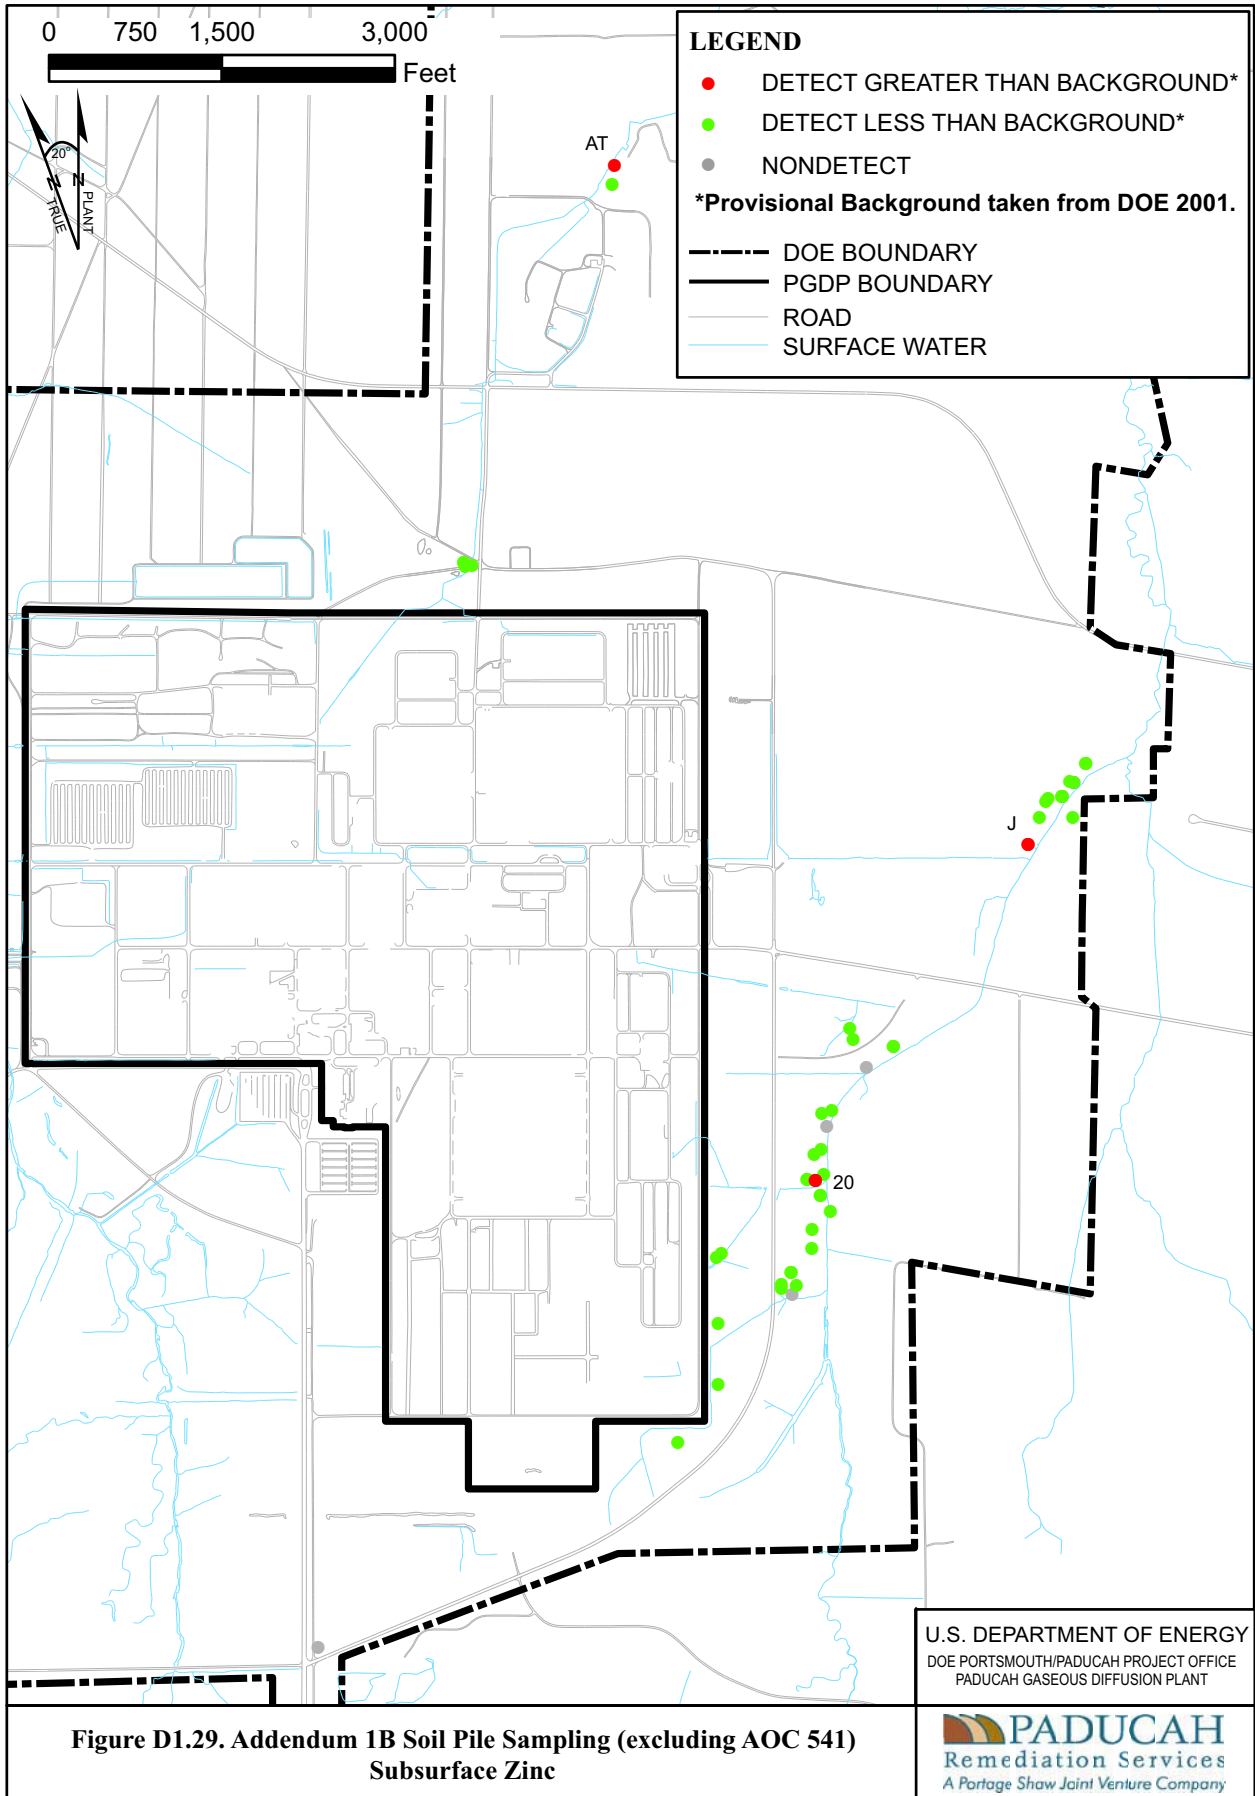 0 750 1,500 3,000
Feet
20°
N
TRUE
N
PLANT
LEGEND
DETECT GREATER THAN BACKGROUND*
DETECT LESS THAN BACKGROUND*
NONDETECT
*Provisional Background taken from DOE 2001.
DOE BOUNDARY
PGDP BOUNDARY
ROAD
SURFACE WATER
AT
J
20
U.S. DEPARTMENT OF ENERGY
DOE PORTSMOUTH/PADUCAH PROJECT OFFICE
PADUCAH GASEOUS DIFFUSION PLANT
Figure D1.29. Addendum 1B Soil Pile Sampling (excluding AOC 541)
Subsurface Zinc
PADUCAH
Remediation Services
A Portage Shaw Joint Venture Company